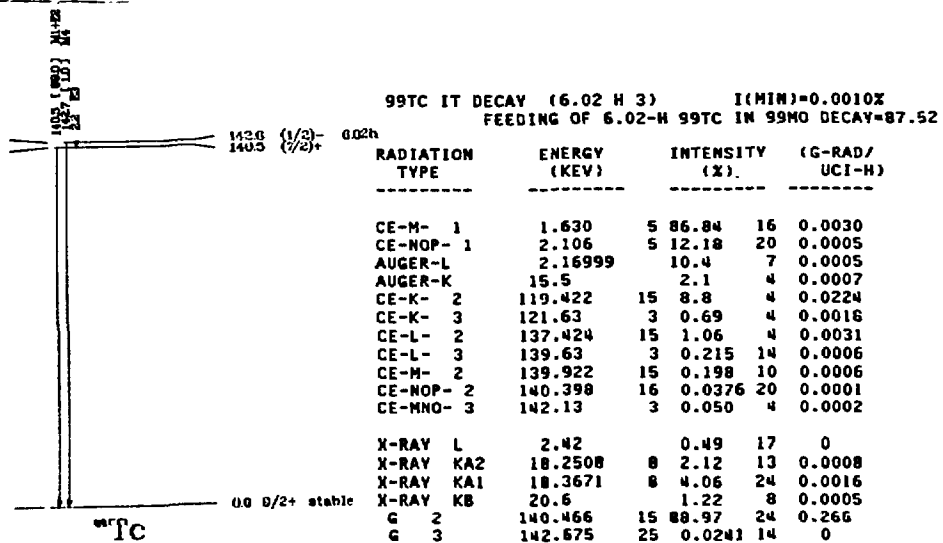 99TC IT DECAY (6.02 H 3) I(MIN)=0.0010%
FEEDING OF 6.02-H 99TC IN 99MO DECAY=87.52
142.6 (1/2)- 6.02h
140.5 (7/2)+
0.0 9/2+ stable
RADIATION ENERGY INTENSITY (G-RAD/
TYPE (KEV) (%). UCI-H)
--------- --------- --------- --------
CE-M- 1 1.630 5 86.84 16 0.0030
CE-NOP- 1 2.106 5 12.18 20 0.0005
AUGER-L 2.16999 10.4 7 0.0005
AUGER-K 15.5 2.1 4 0.0007
CE-K- 2 119.422 15 8.8 4 0.0224
CE-K- 3 121.63 3 0.69 4 0.0018
CE-L- 2 137.424 15 1.06 4 0.0031
CE-L- 3 139.63 3 0.215 14 0.0006
CE-M- 2 139.922 15 0.198 10 0.0006
CE-NOP- 2 140.398 16 0.0376 20 0.0001
CE-MNO- 3 142.13 3 0.050 4 0.0002
X-RAY L 2.42 0.49 17 0
X-RAY KA2 18.2508 8 2.12 13 0.0008
X-RAY KA1 18.3671 8 4.06 24 0.0016
X-RAY KB 20.6 1.22 8 0.0005
G 2 140.466 15 88.97 24 0.266
G 3 142.675 25 0.0241 14 0